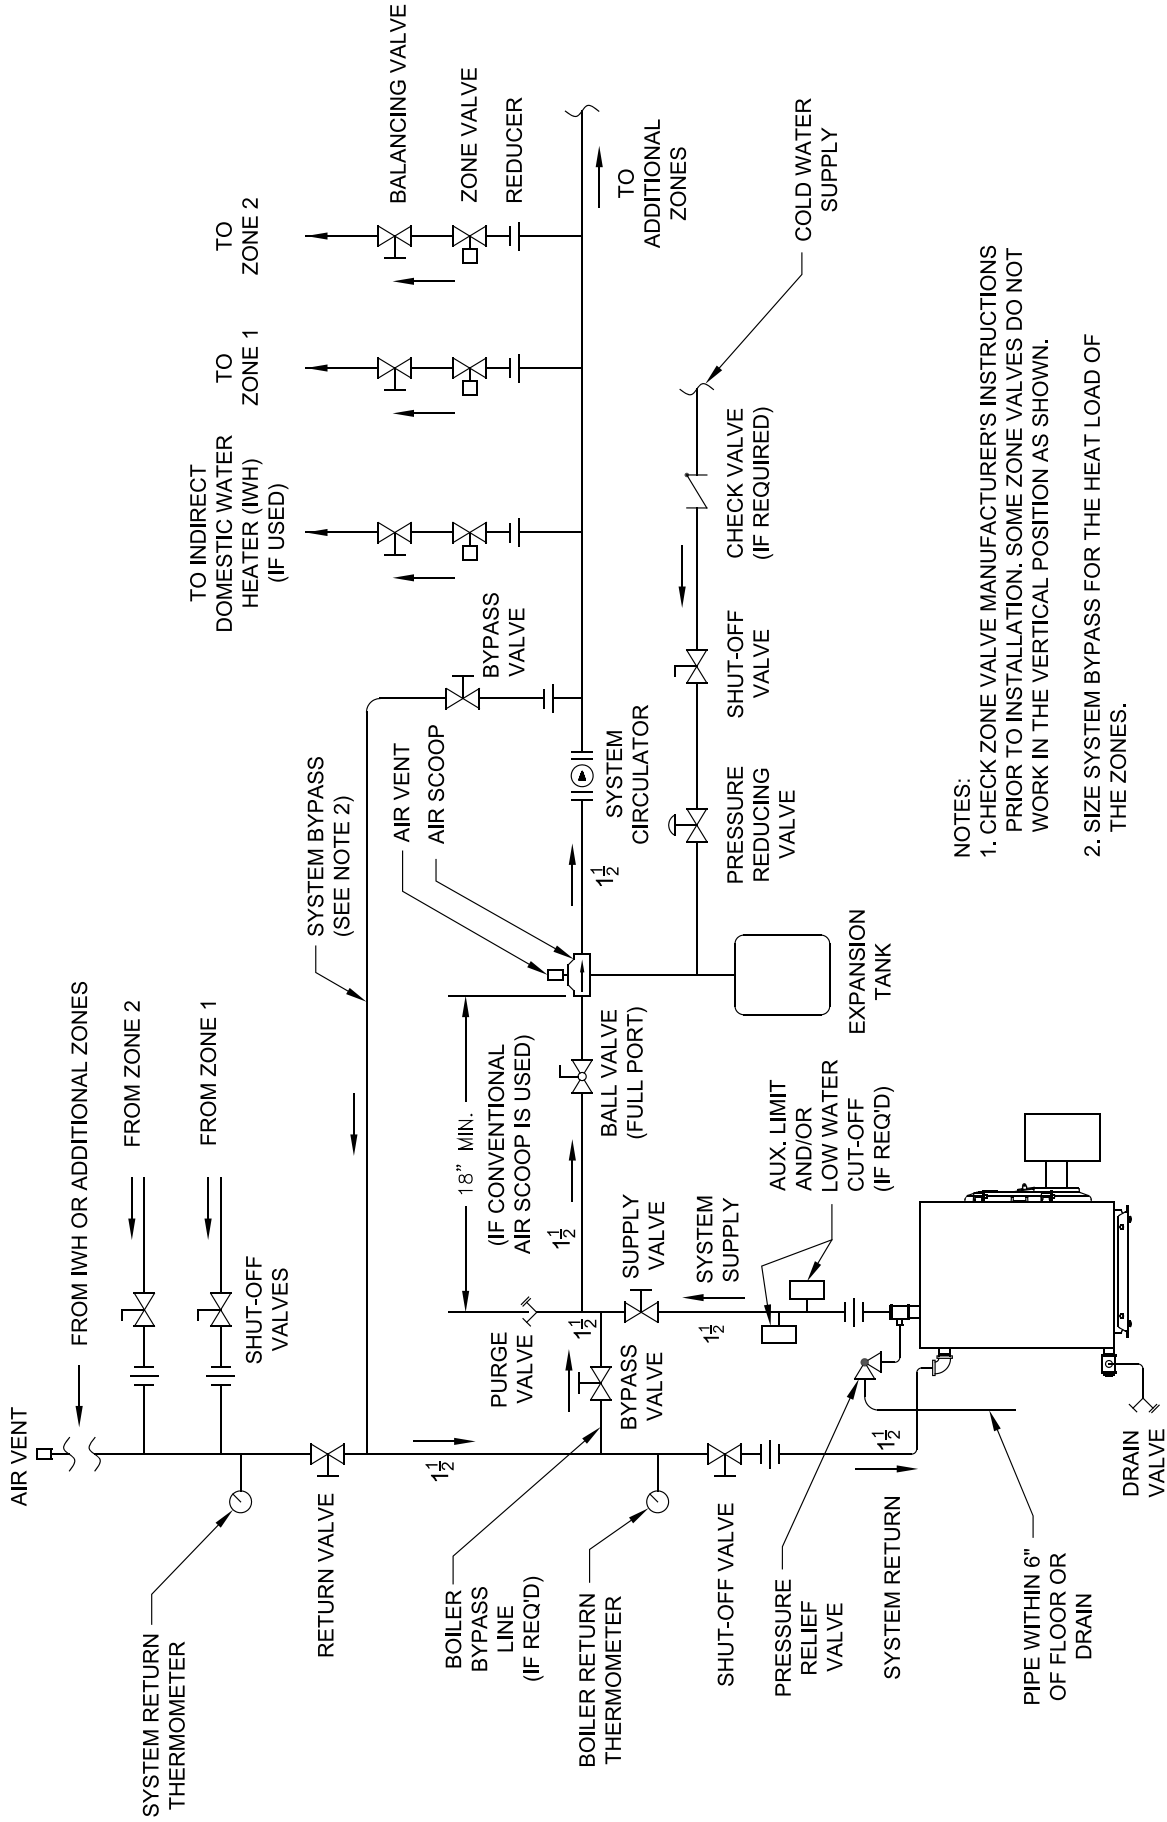 AIR VENT
FROM IWH OR ADDITIONAL ZONES
FROM ZONE 2
FROM ZONE 1
SHUT-OFF
VALVES
SYSTEM RETURN
THERMOMETER
RETURN VALVE
SYSTEM BYPASS
(SEE NOTE 2)
TO INDIRECT
DOMESTIC WATER
HEATER (IWH)
(IF USED)
TO
ZONE 1
TO
ZONE 2
BALANCING VALVE
ZONE VALVE
REDUCER
BYPASS
VALVE
AIR VENT
AIR SCOOP
18" MIN.
(IF CONVENTIONAL
AIR SCOOP IS USED)
1 1/2
1 1/2
BOILER
BYPASS
LINE
(IF REQ'D)
PURGE
VALVE
1 1/2
BYPASS
VALVE
SUPPLY
VALVE
BALL VALVE
(FULL PORT)
1 1/2
SYSTEM
CIRCULATOR
TO
ADDITIONAL
ZONES
BOILER RETURN
THERMOMETER
SHUT-OFF VALVE
1 1/2
SYSTEM
SUPPLY
AUX. LIMIT
AND/OR
LOW WATER
CUT-OFF
(IF REQ'D)
EXPANSION
TANK
PRESSURE
REDUCING
VALVE
SHUT-OFF
VALVE
CHECK VALVE
(IF REQUIRED)
COLD WATER
SUPPLY
PRESSURE
RELIEF
VALVE
SYSTEM RETURN
1 1/2
PIPE WITHIN 6"
OF FLOOR OR
DRAIN
DRAIN
VALVE
NOTES:
1. CHECK ZONE VALVE MANUFACTURER'S INSTRUCTIONS
PRIOR TO INSTALLATION. SOME ZONE VALVES DO NOT
WORK IN THE VERTICAL POSITION AS SHOWN.
2. SIZE SYSTEM BYPASS FOR THE HEAT LOAD OF
THE ZONES.